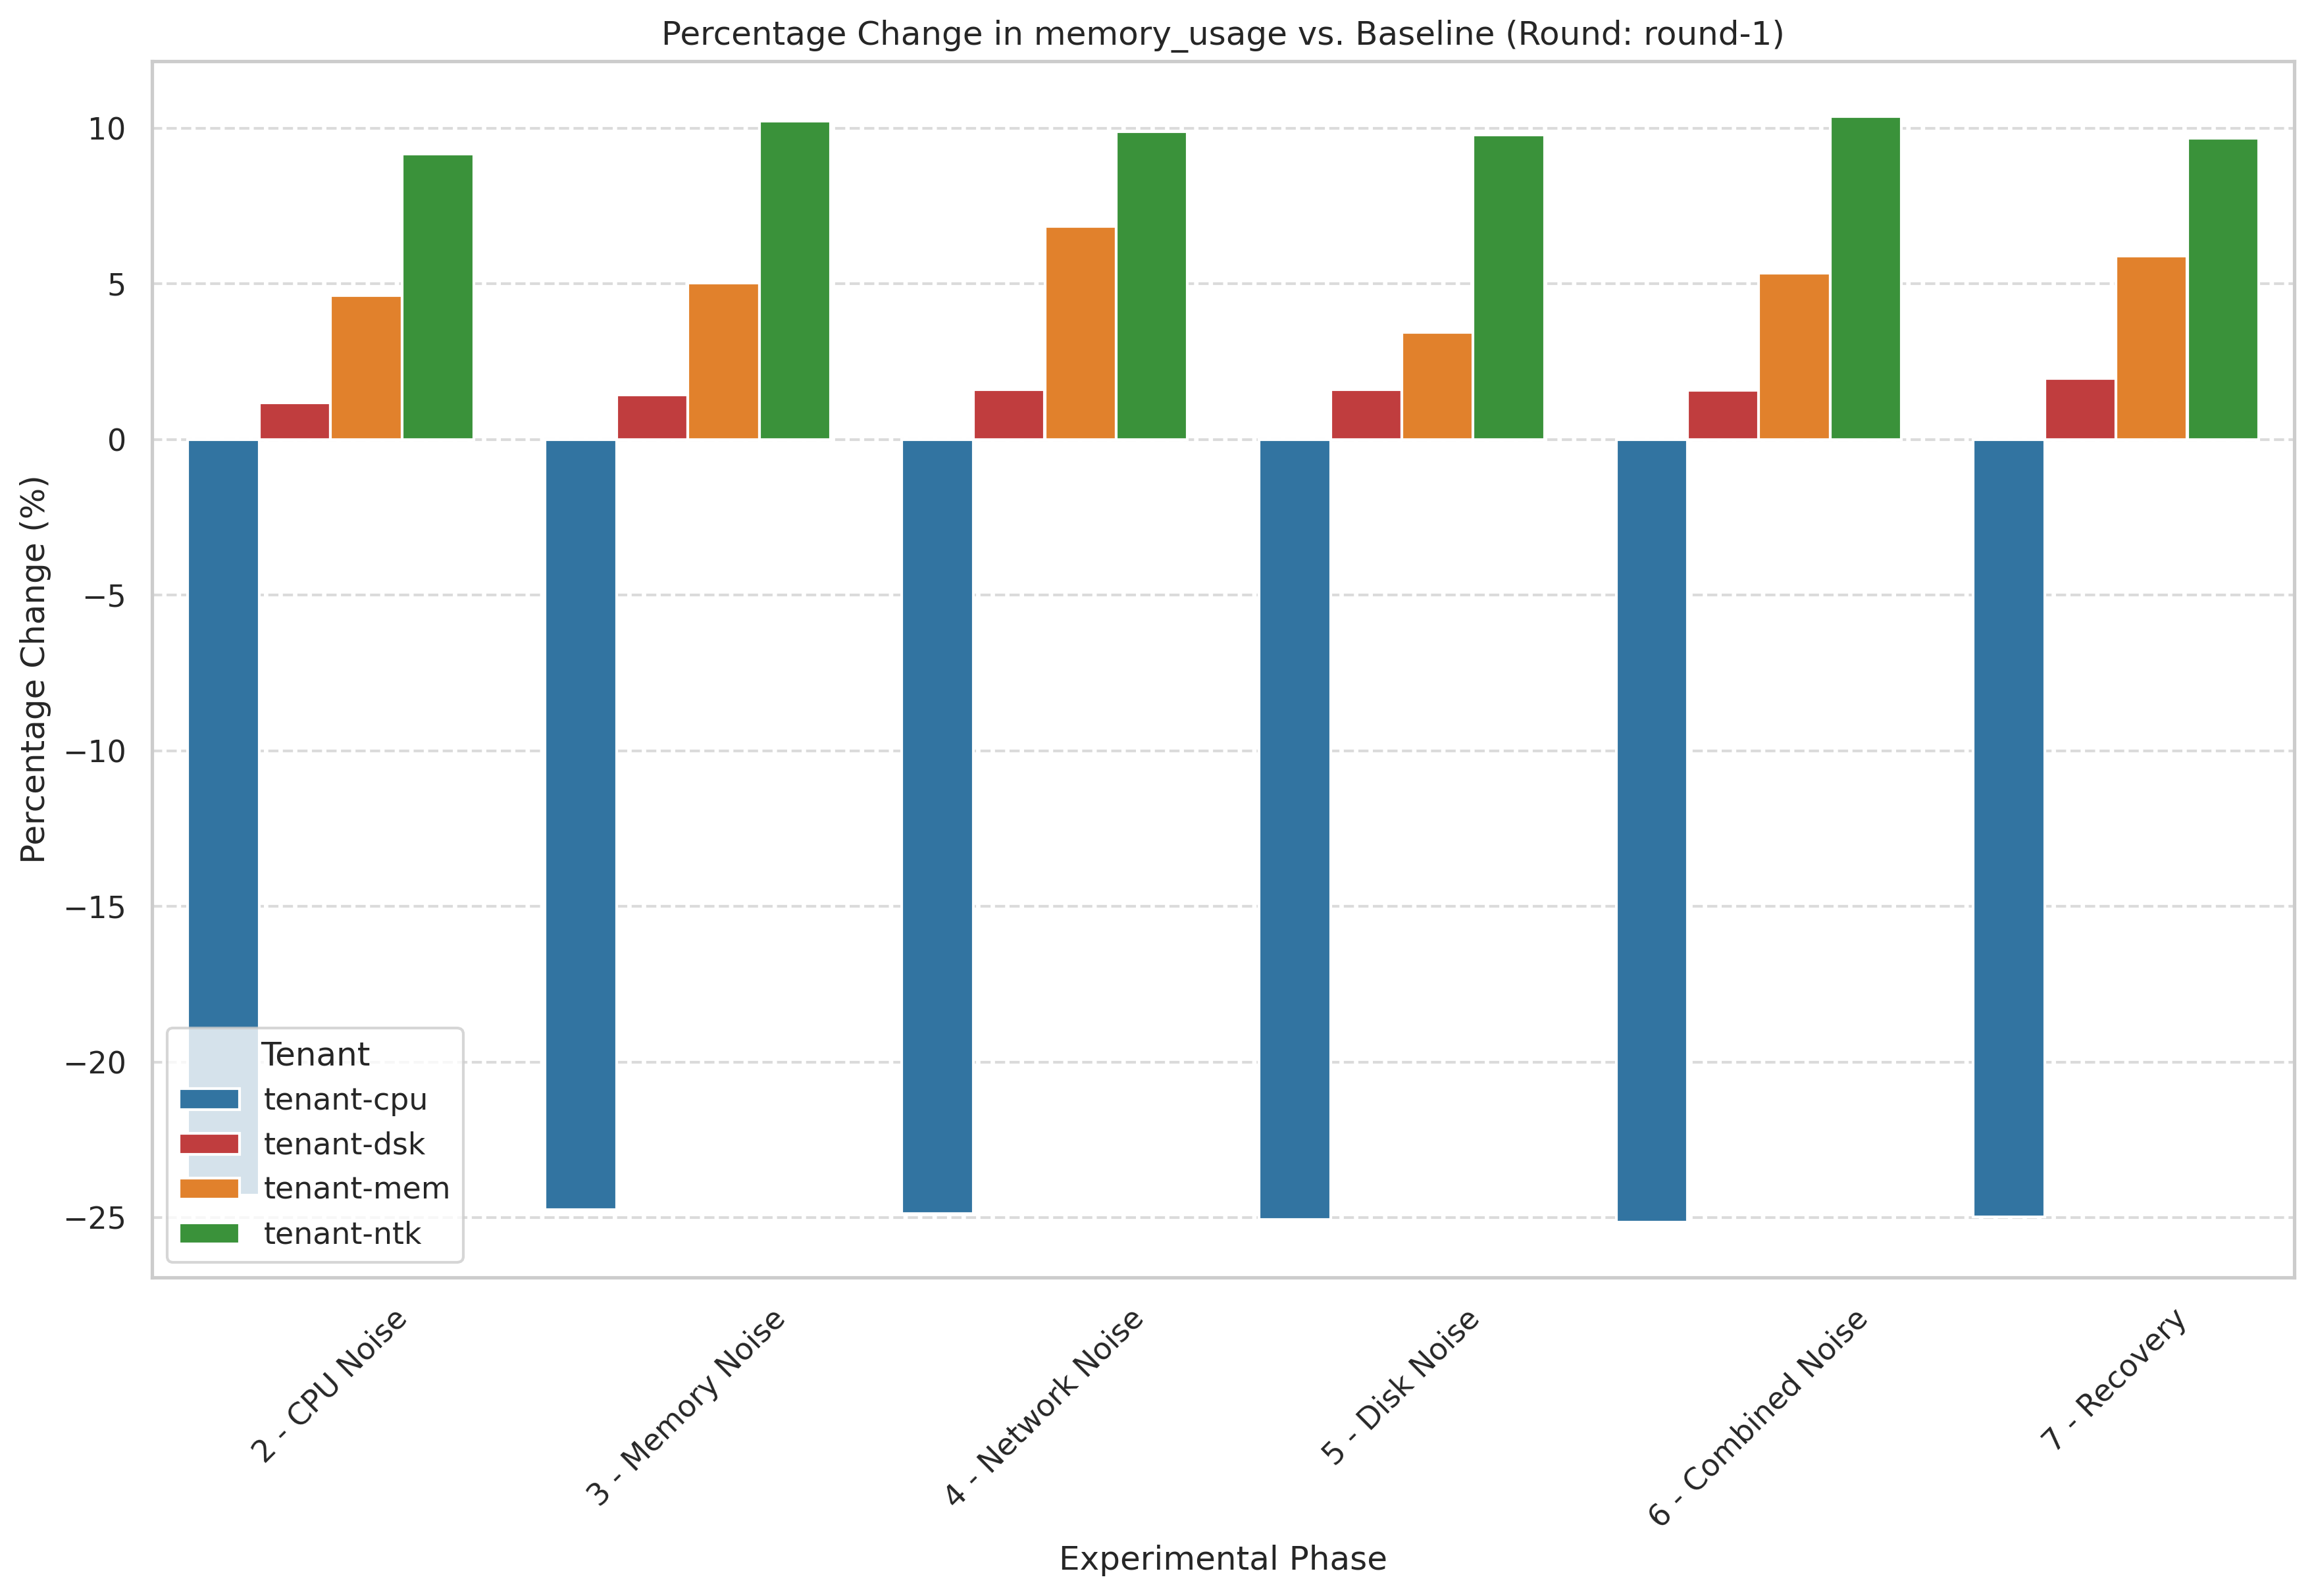 Percentage Change in memory_usage vs. Baseline (Round: round-1)
Percentage Change (%)
10
5
0
−5
−10
−15
−20
−25
Tenant
tenant-cpu
tenant-dsk
tenant-mem
tenant-ntk
2 - CPU Noise
3 - Memory Noise
4 - Network Noise
5 - Disk Noise
6 - Combined Noise
7 - Recovery
Experimental Phase